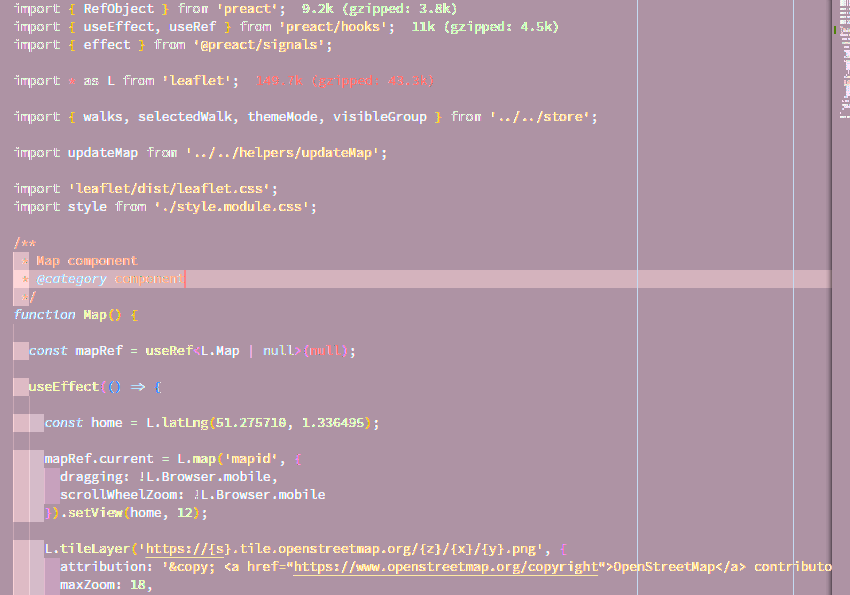 import { RefObject } from 'preact';  9.2k (gzipped: 3.8k)
import { useEffect, useRef } from 'preact/hooks';  11k (gzipped: 4.5k)
import { effect } from '@preact/signals';
import * as L from 'leaflet'; (gzipped:
import { walks, selectedWalk, themeMode, visibleGroup } from '../../store';
import updateMap from '../../helpers/updateMap';
import 'leaflet/dist/leaflet.css';
import style from './style.module.css';
/**
* Map component
* @category component
*/
function Map() {
const mapRef = useRef<L.Map | null>(null);
useEffect(() => {
const home = L.latLng(51.275710, 1.336495);
mapRef.current = L.map('mapid', {
dragging: !L.Browser.mobile,
scrollWheelZoom: !L.Browser.mobile
}).setView(home, 12);
L.tileLayer('https://{s}.tile.openstreetmap.org/{z}/{x}/{y}.png', {
attribution: '&copy; <a href="https://www.openstreetmap.org/copyright">OpenStreetMap</a> contributo
maxZoom: 18,